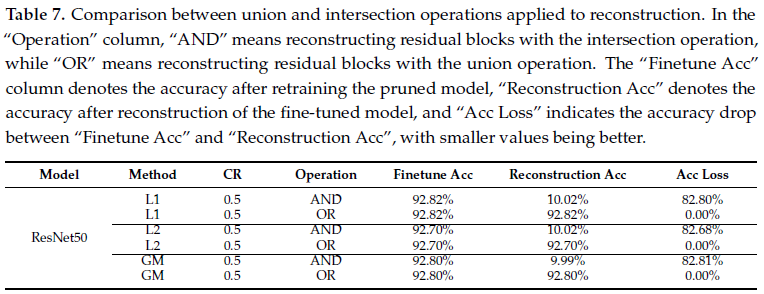 Table 7. Comparison between union and intersection operations applied to reconstruction. In the
“Operation” column, “AND” means reconstructing residual blocks with the intersection operation,
while “OR” means reconstructing residual blocks with the union operation. The “Finetune Acc”
column denotes the accuracy after retraining the pruned model, “Reconstruction Acc” denotes the
accuracy after reconstruction of the fine-tuned model, and “Acc Loss” indicates the accuracy drop
between “Finetune Acc” and “Reconstruction Acc”, with smaller values being better.
Model Method CR Operation Finetune Acc Reconstruction Acc Acc Loss
L1 0.5 AND 92.82% 10.02% 82.80%
L1 0.5 OR 92.82% 92.82% 0.00%
L2 0.5 AND 92.70% 10.02% 82.68%
ResNet50
L2 0.5 OR 92.70% 92.70% 0.00%
GM 0.5 AND 92.80% 9.99% 82.81%
GM 0.5 OR 92.80% 92.80% 0.00%